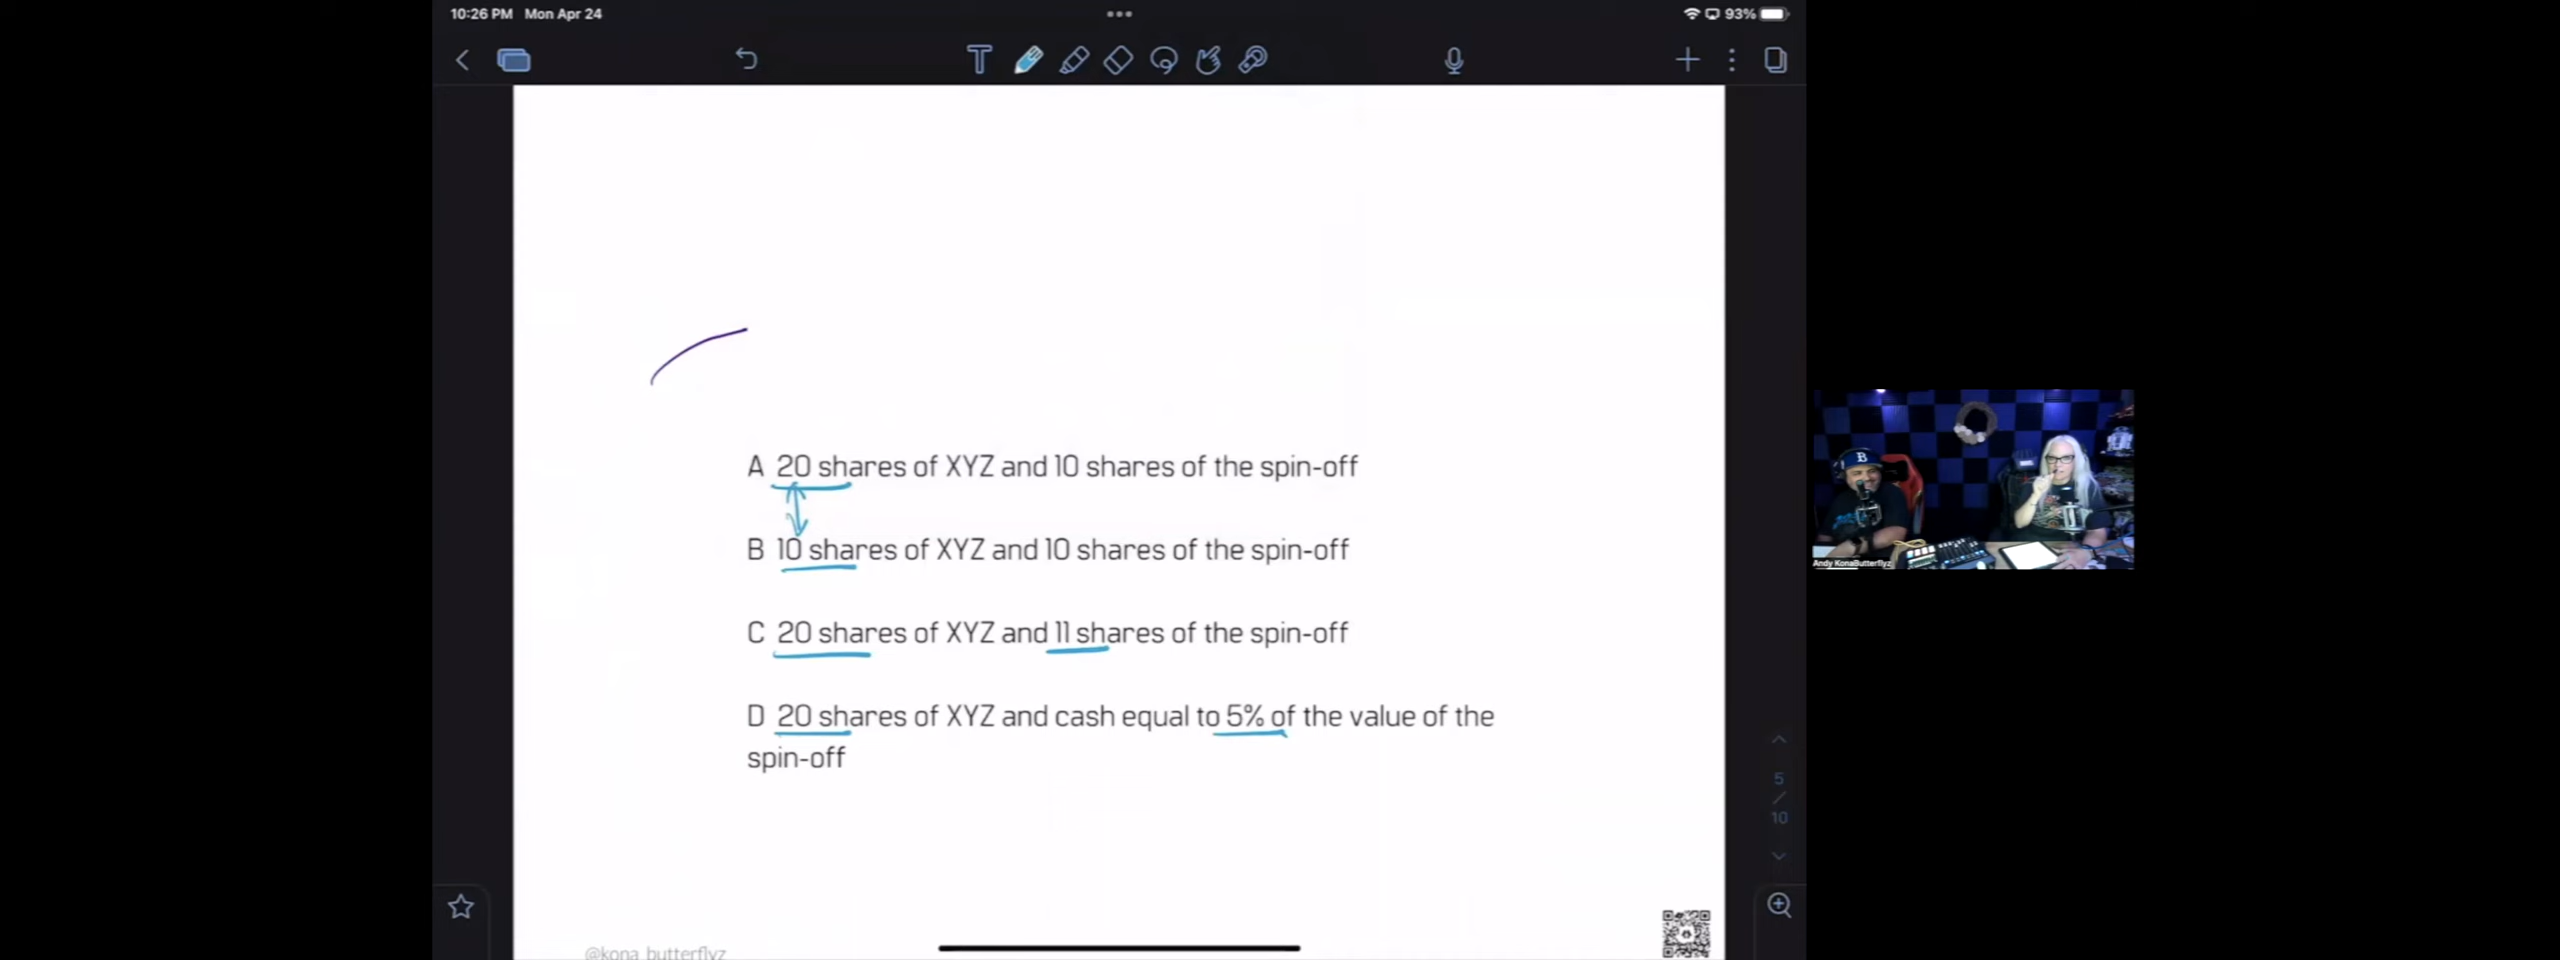 10:26 PM Mon Apr 24
93%
A 20 shares of XYZ and 10 shares of the spin-off
B 10 shares of XYZ and 10 shares of the spin-off
C 20 shares of XYZ and 11 shares of the spin-off
D 20 shares of XYZ and cash equal to 5% of the value of the
spin-off
5
/
10
@kona_butterflyz
B
Andy KonaButterflyz